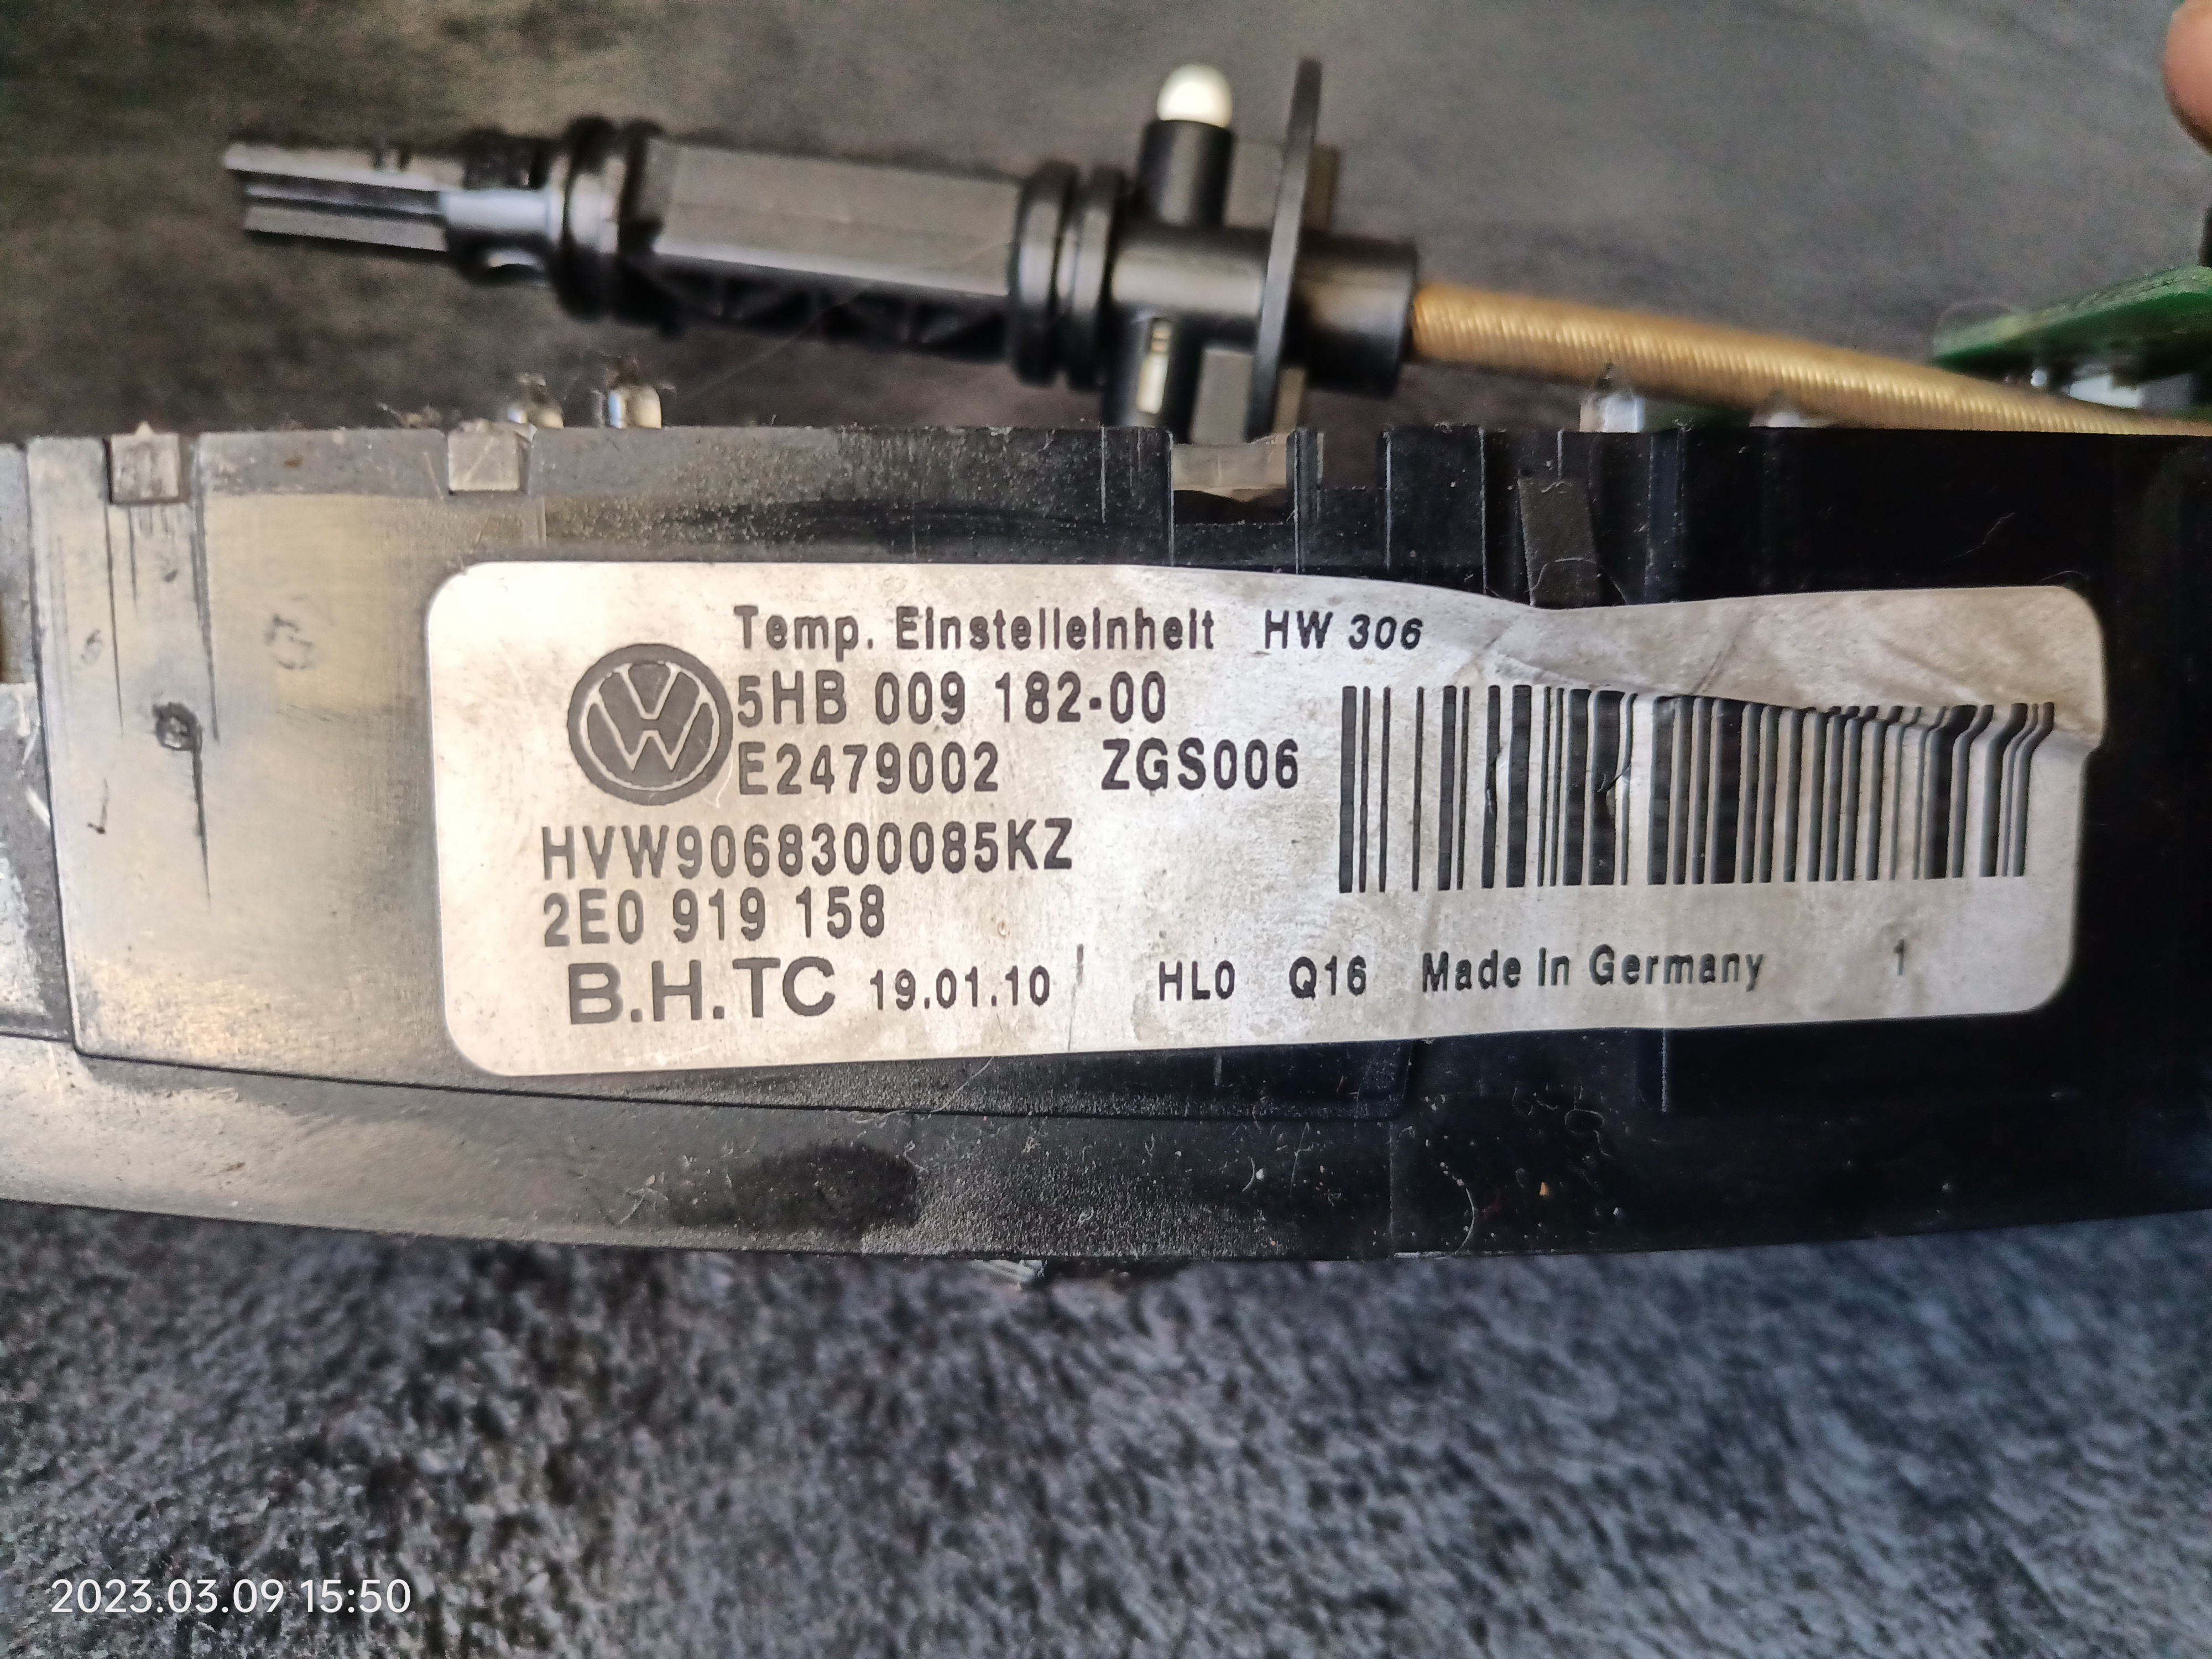 Temp. Einstelleinheit HW 306
5HB 009 182-00
E2479002 ZGS006
HVW9068300085KZ
2E0 919 158
B.H.TC 19.01.10 HL0 Q16 Made In Germany 1
2023.03.09 15:50